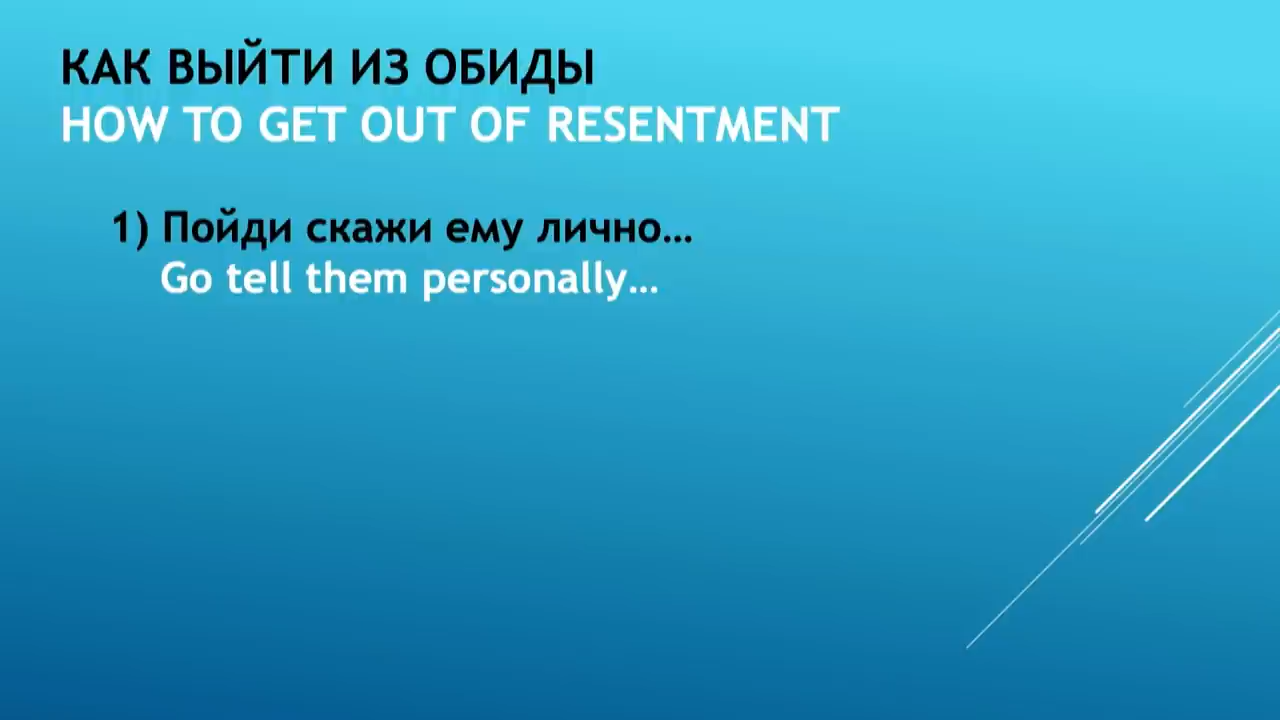 КАК ВЫЙТИ ИЗ ОБИДЫ
HOW TO GET OUT OF RESENTMENT
1) Пойди скажи ему лично…
Go tell them personally…